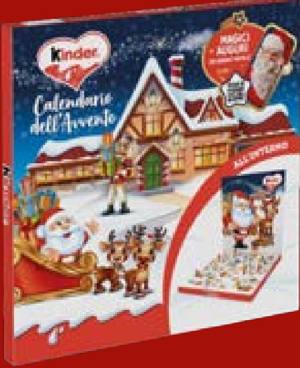 kinder
Calendario
dell'Avvento
MAGICI
AUGURI
ALL'INTERNO